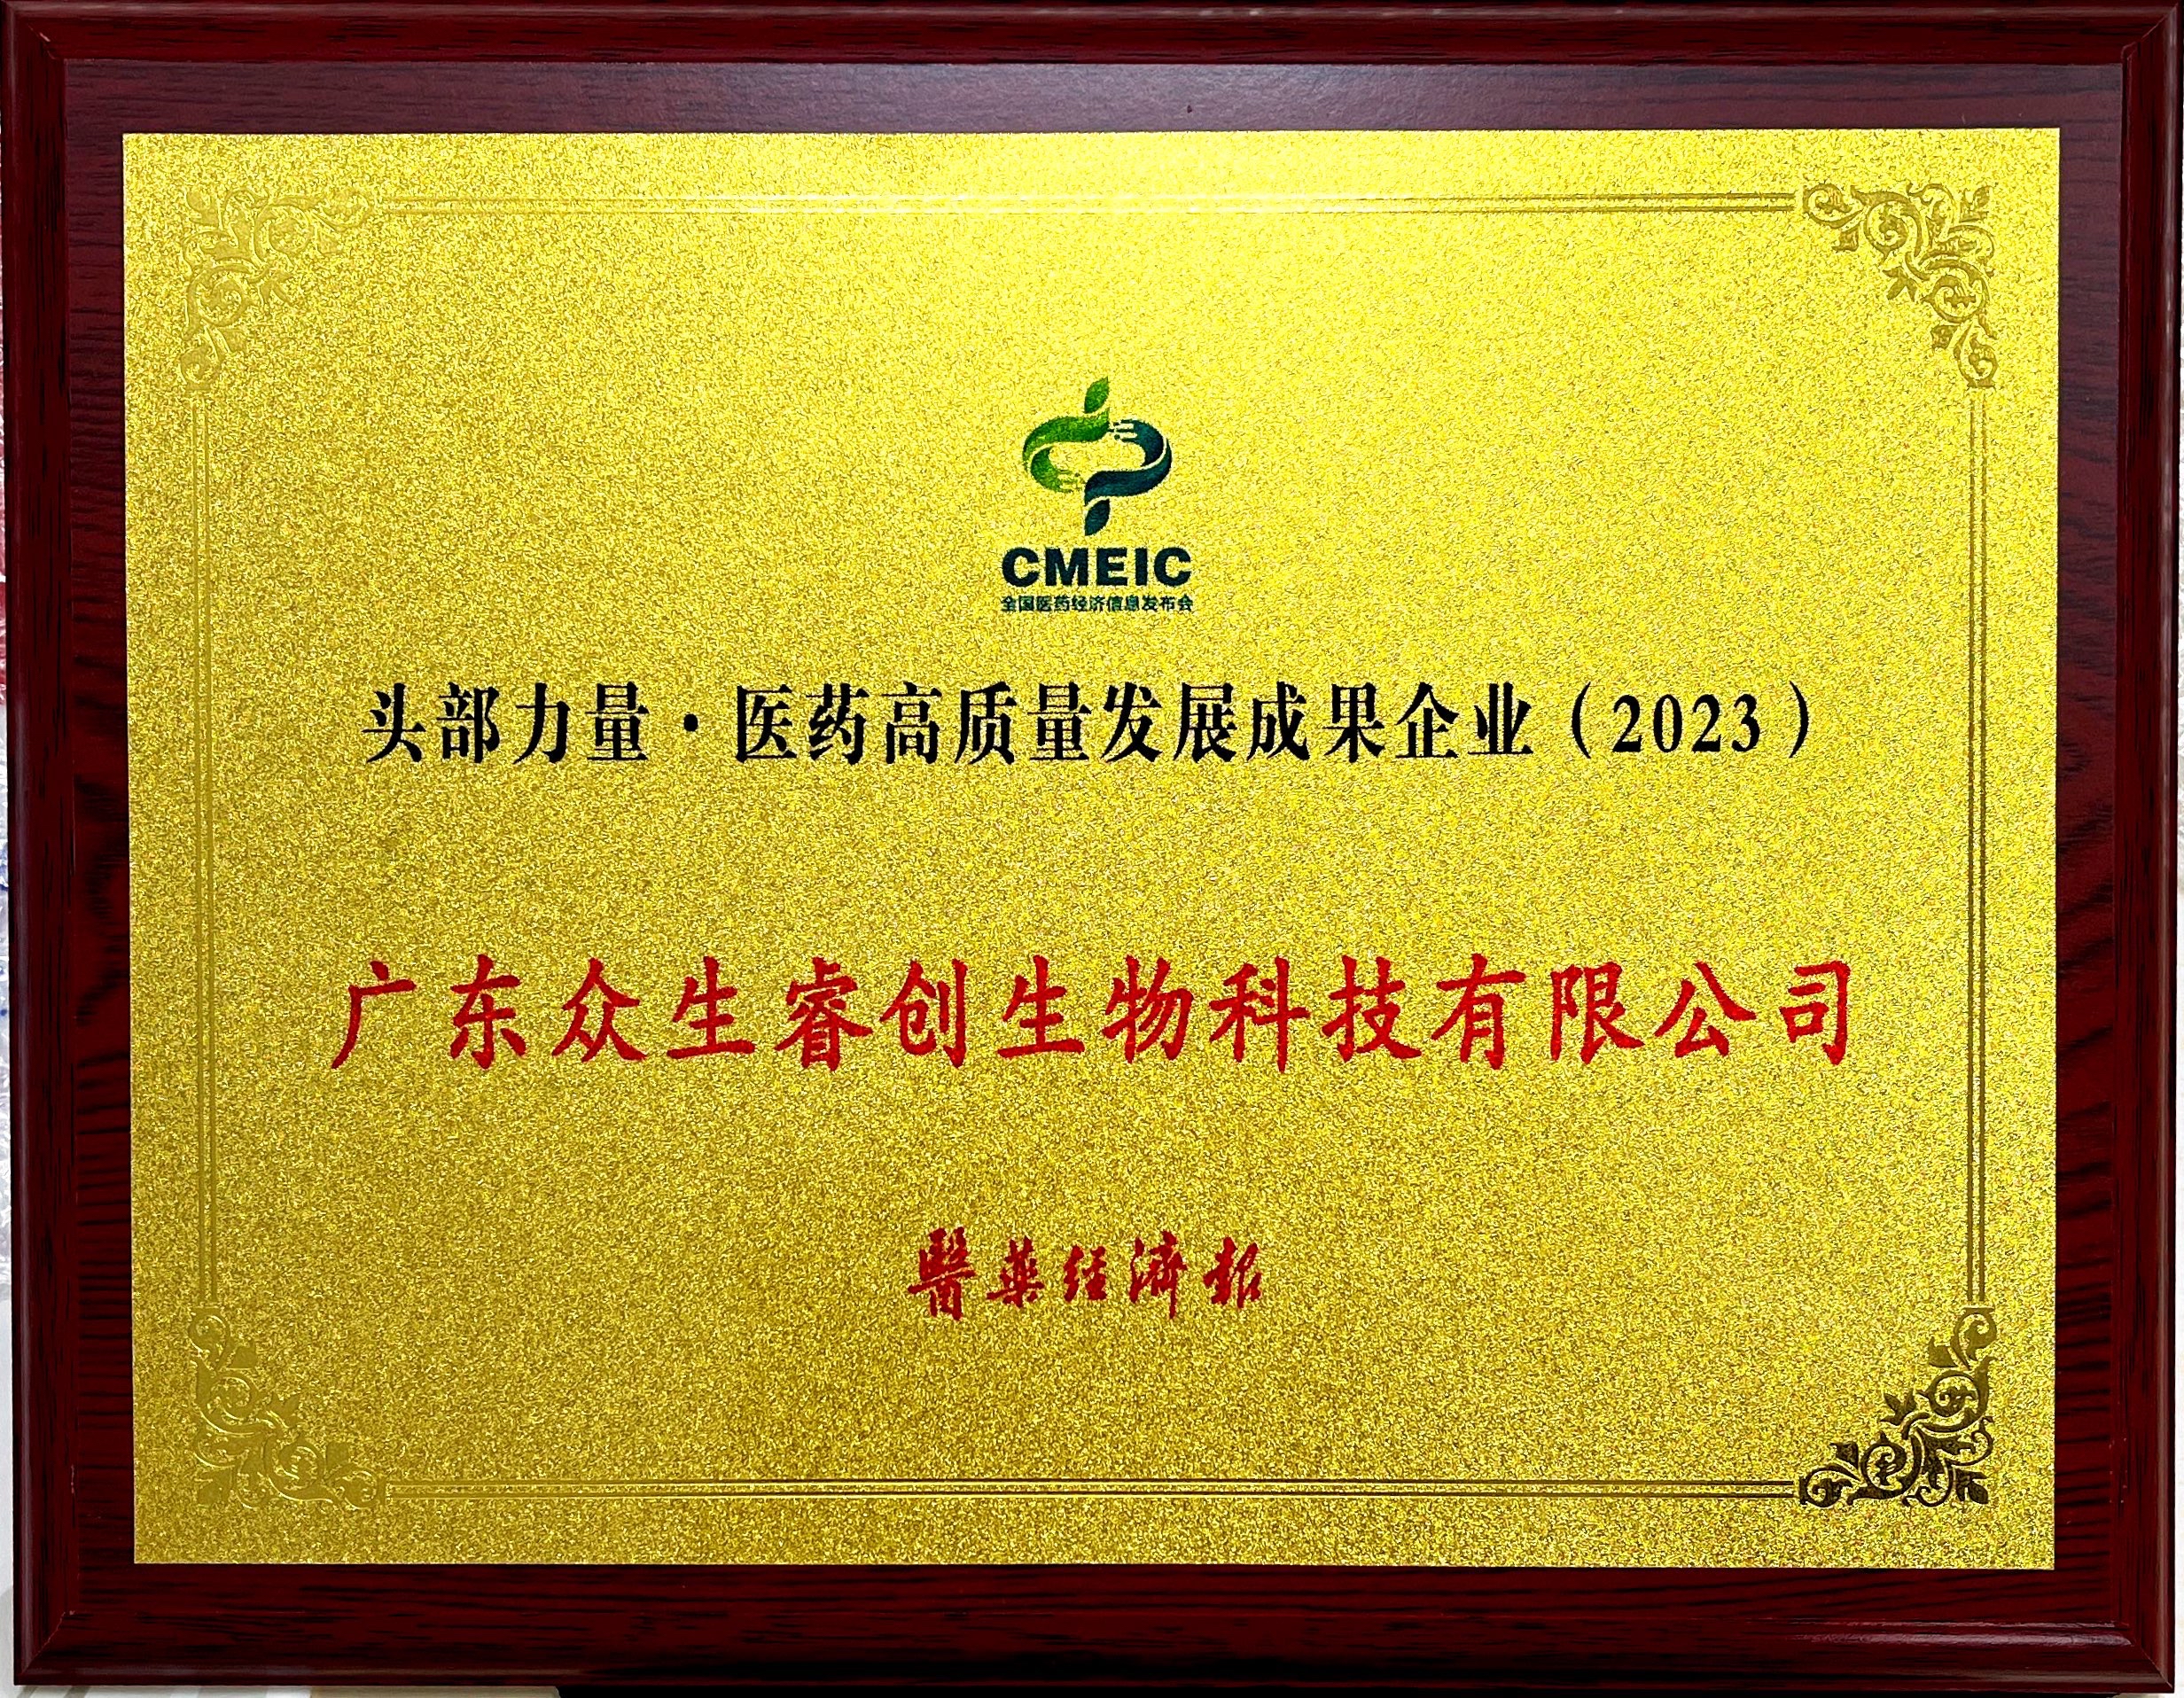 CMEIC
全国医药经济信息发布会
头部力量·医药高质量发展成果企业（2023）
广东众生睿创生物科技有限公司
醫藥经濟報